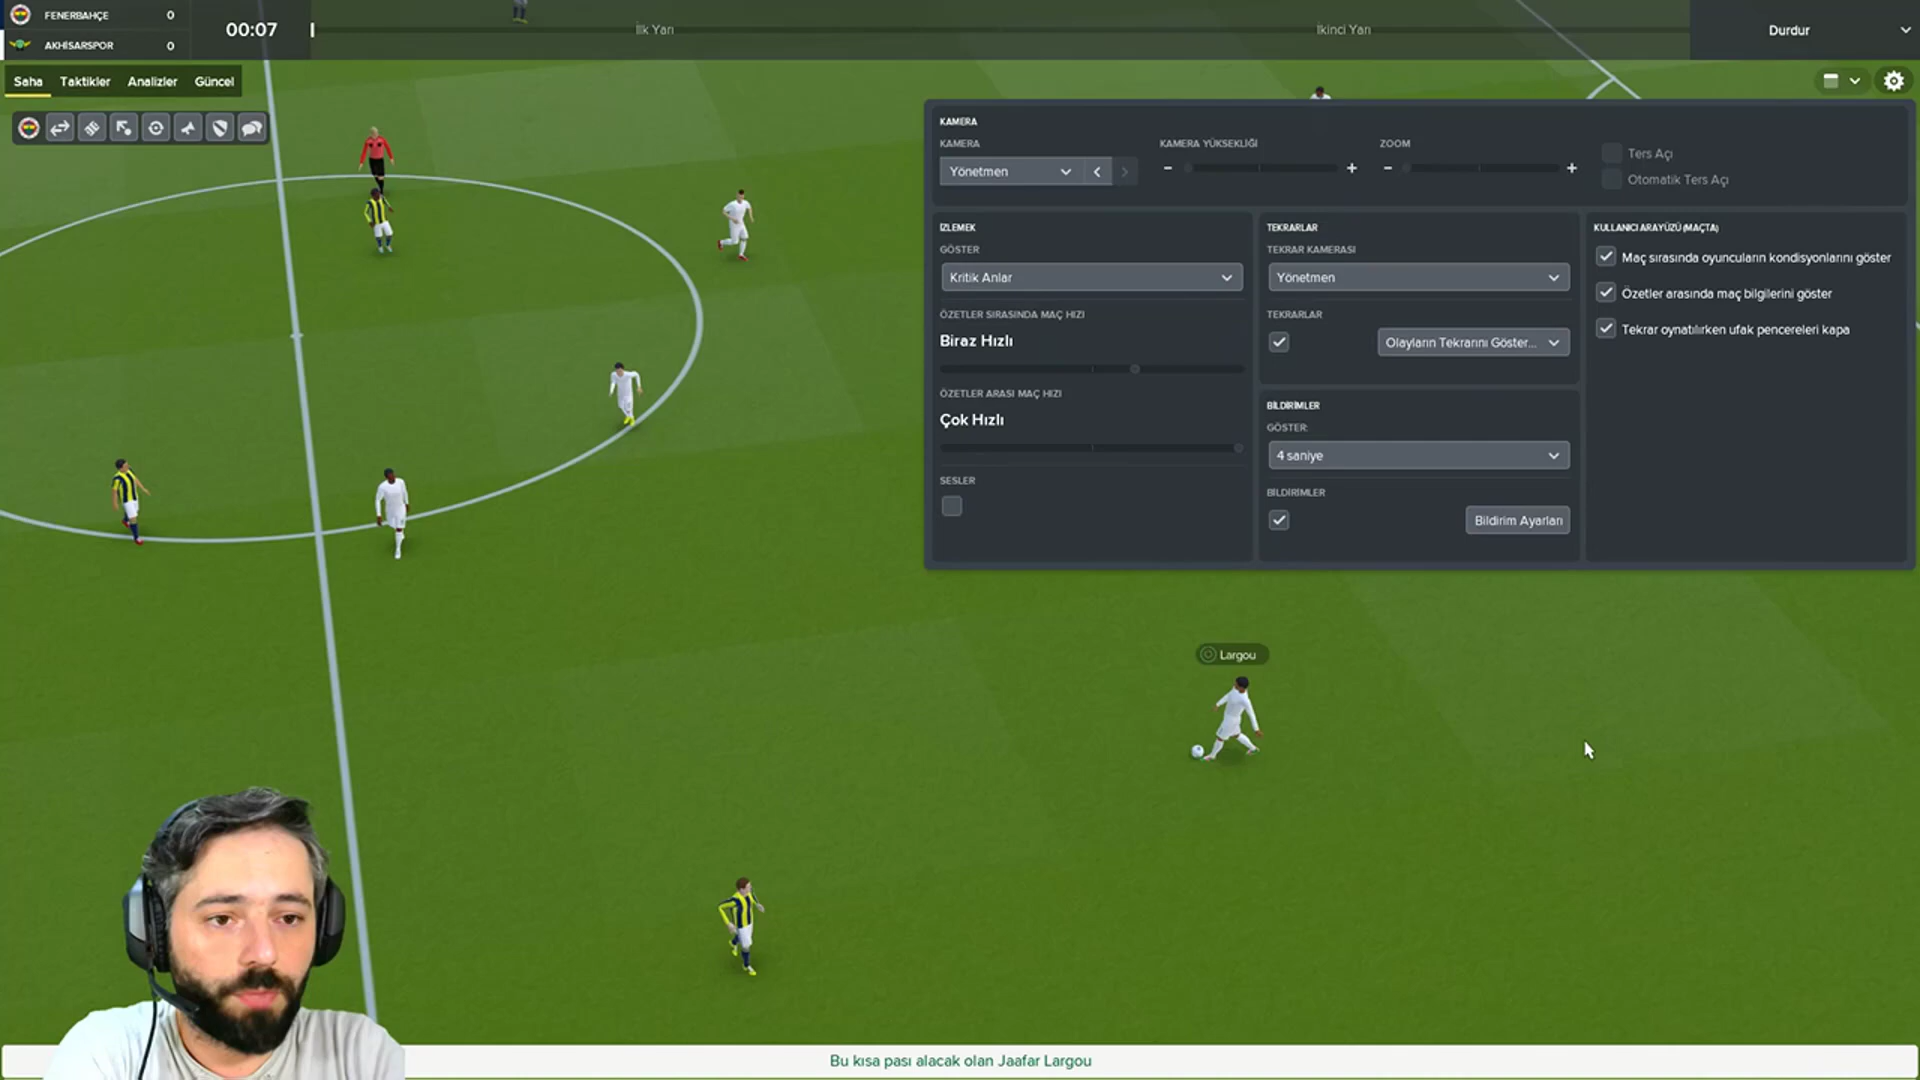 FENERBAHÇE 0
AKHİSARSPOR 0
00:07
İlk Yarı
İkinci Yarı
Durdur
Saha Taktikler Analizler Güncel
KAMERA
KAMERA
Yönetmen
KAMERA YÜKSEKLİĞİ
ZOOM
Ters Açı
Otomatik Ters Açı
İZLEMEK
GÖSTER
Kritik Anlar
ÖZETLER SIRASINDA MAÇ HIZI
Biraz Hızlı
ÖZETLER ARASI MAÇ HIZI
Çok Hızlı
SESLER
TEKRARLAR
TEKRAR KAMERASI
Yönetmen
TEKRARLAR
Olayların Tekrarını Göster...
BİLDİRİMLER
GÖSTER:
4 saniye
BİLDİRİMLER
Bildirim Ayarları
KULLANICI ARAYÜZÜ (MAÇTA)
Maç sırasında oyuncuların kondisyonlarını göster
Özetler arasında maç bilgilerini göster
Tekrar oynatılırken ufak pencereleri kapa
Largou
Bu kısa pası alacak olan Jaafar Largou